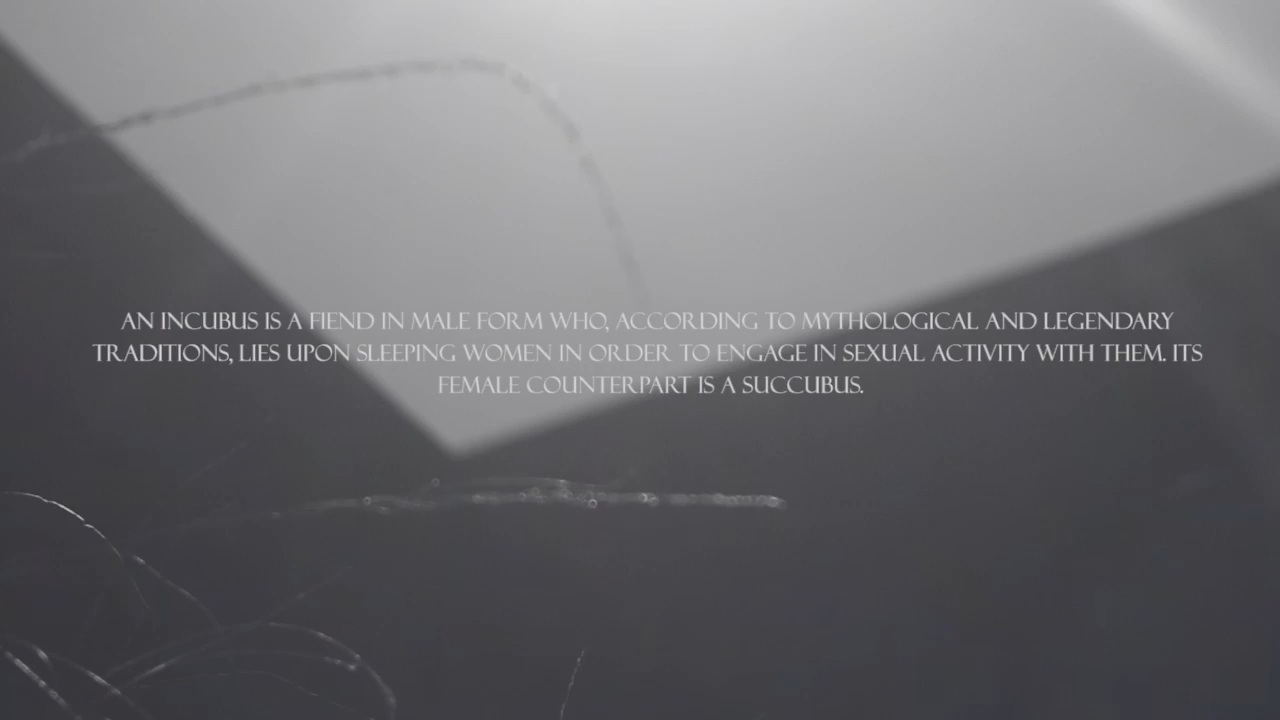 AN INCUBUS IS A FIEND IN MALE FORM WHO, ACCORDING TO MYTHOLOGICAL AND LEGENDARY
TRADITIONS, LIES UPON SLEEPING WOMEN IN ORDER TO ENGAGE IN SEXUAL ACTIVITY WITH THEM. ITS
FEMALE COUNTERPART IS A SUCCUBUS.